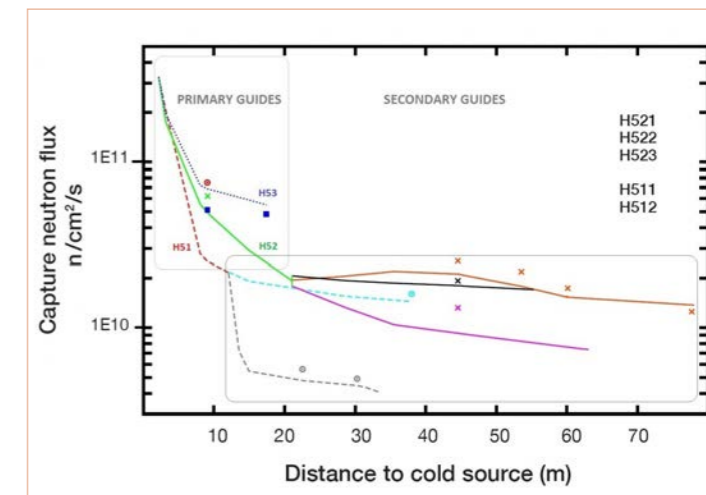 PRIMARY GUIDES
SECONDARY GUIDES
H521
H522
H523
H511
H512
H53
H51
H52
1E11
1E10
Capture neutron flux
n/cm²/s
10 20 30 40 50 60 70
Distance to cold source (m)